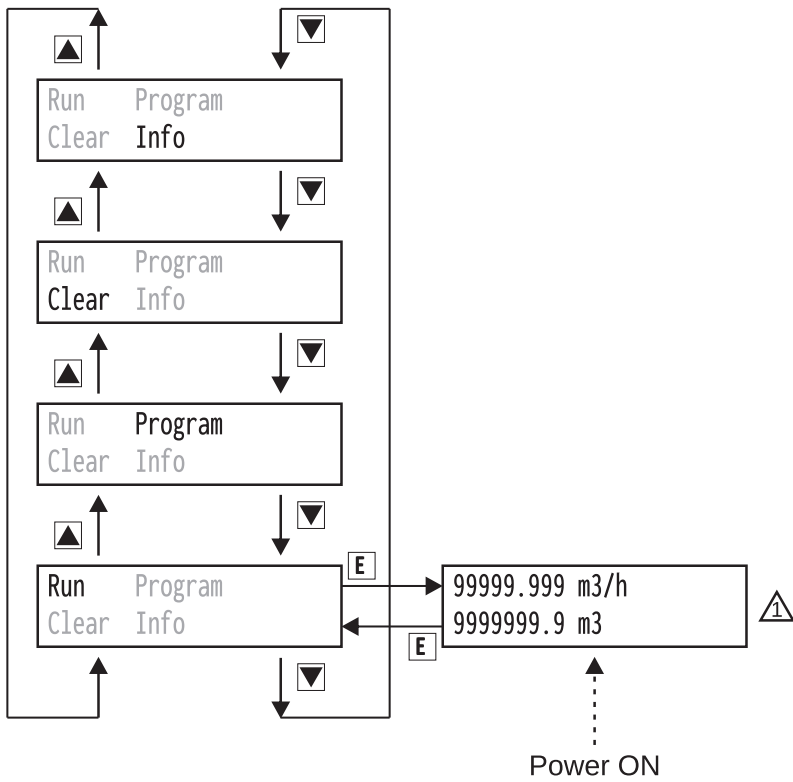 Run Program
Clear Info
Run Program
Clear Info
Run Program
Clear Info
E
Run Program
Clear Info
99999.999 m3/h
9999999.9 m3
1
E
Power ON